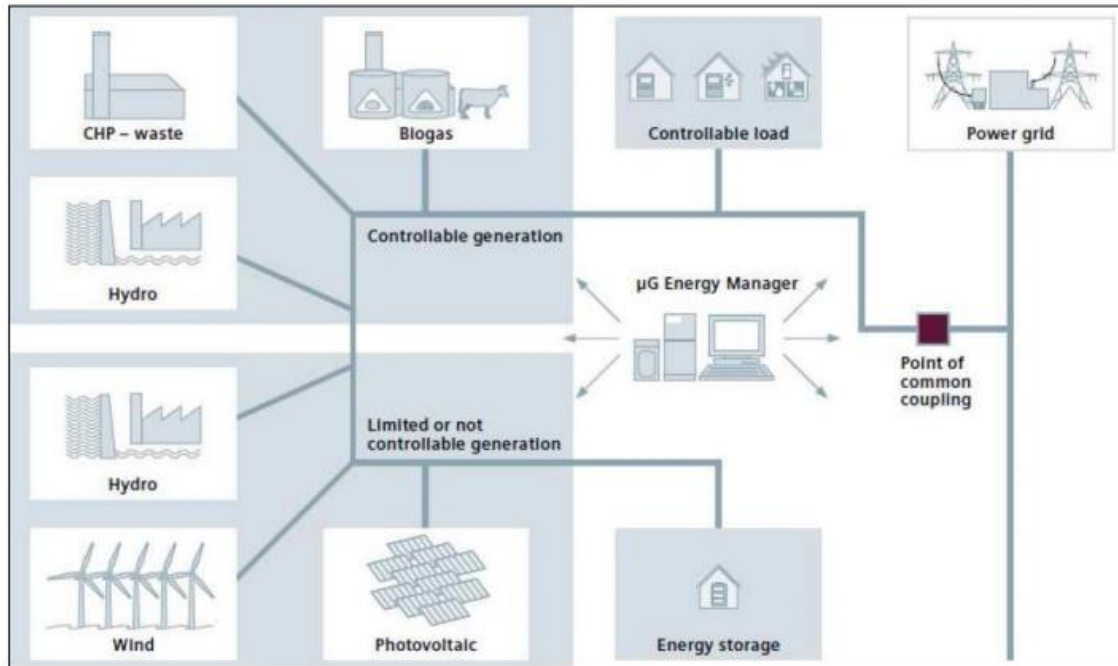 CHP – waste
Biogas
Controllable load
Power grid
Controllable generation
Hydro
µG Energy Manager
Point of
common
coupling
Hydro
Limited or not
controllable generation
Wind
Photovoltaic
Energy storage